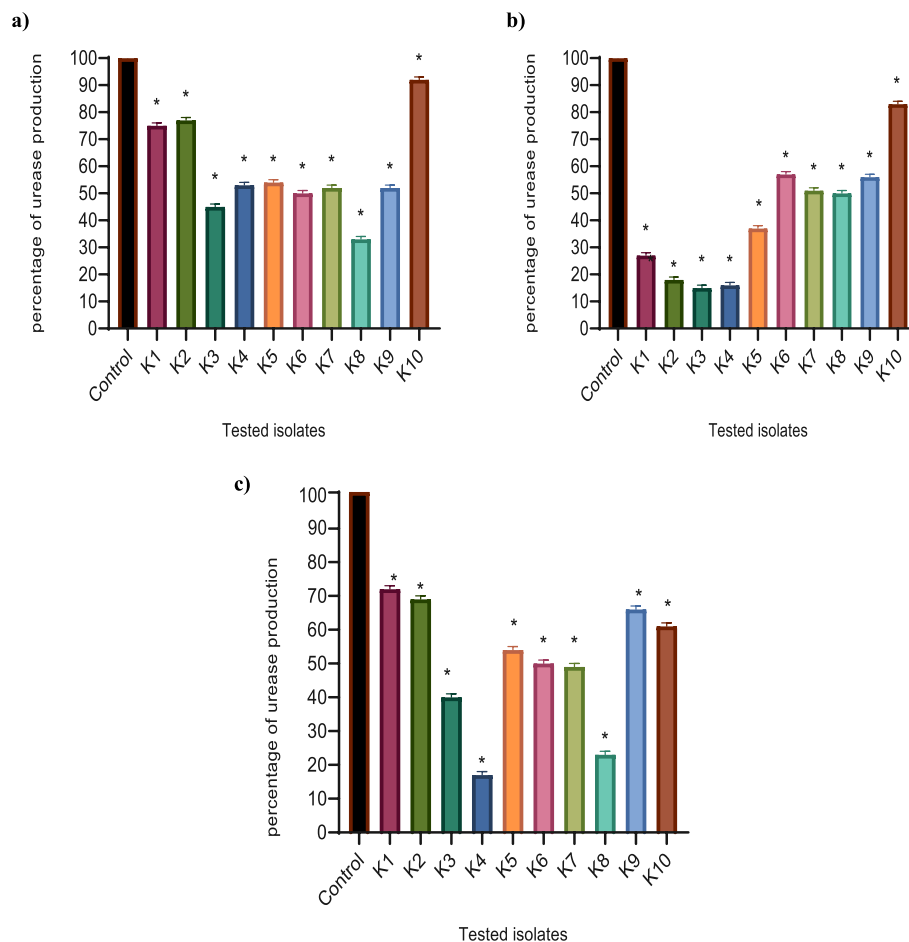 a)
percentage of urease production
100
90
80
70
60
50
40
30
20
10
0
* * * * * * * * * *
Control K1 K2 K3 K4 K5 K6 K7 K8 K9 K10
Tested isolates
b)
percentage of urease production
100
90
80
70
60
50
40
30
20
10
0
* * * * * * * * * *
Control K1 K2 K3 K4 K5 K6 K7 K8 K9 K10
Tested isolates
c)
percentage of urease production
100
90
80
70
60
50
40
30
20
10
0
* * * * * * * * * *
Control K1 K2 K3 K4 K5 K6 K7 K8 K9 K10
Tested isolates